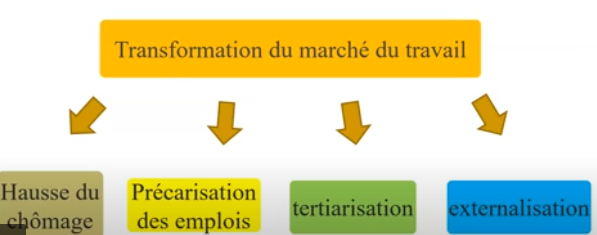 Transformation du marché du travail
Hausse du
chômage
Précarisation
des emplois
tertiarisation
externalisation